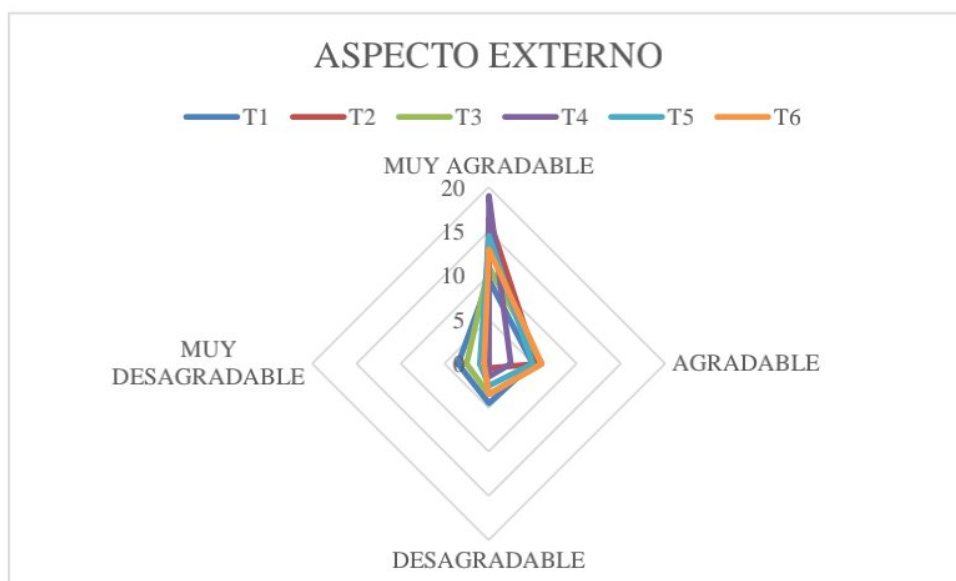 ASPECTO EXTERNO
T1 T2 T3 T4 T5 T6
MUY AGRADABLE
20
15
10
5
0
MUY
DESAGRADABLE
AGRADABLE
DESAGRADABLE